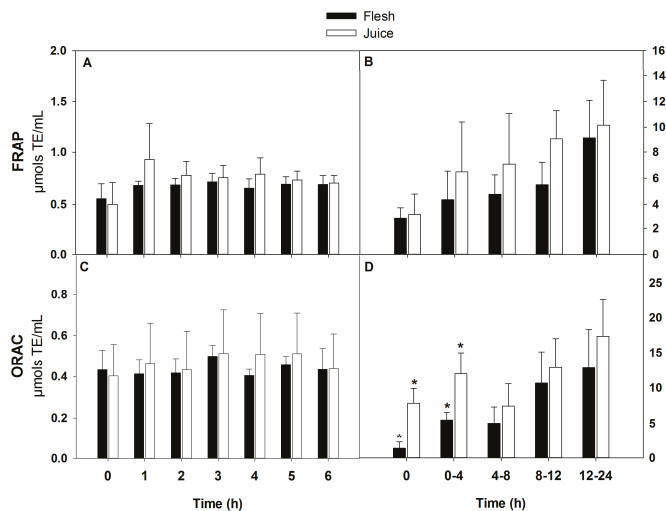 Flesh
Juice
A
B
2.0
1.5
1.0
0.5
0.0
FRAP
µmols TE/mL
16
14
12
10
8
6
4
2
0
C
D
0.8
0.6
0.4
0.2
0.0
ORAC
µmols TE/mL
25
20
15
10
5
0
* * * *
0 1 2 3 4 5 6
0 0-4 4-8 8-12 12-24
Time (h) Time (h)